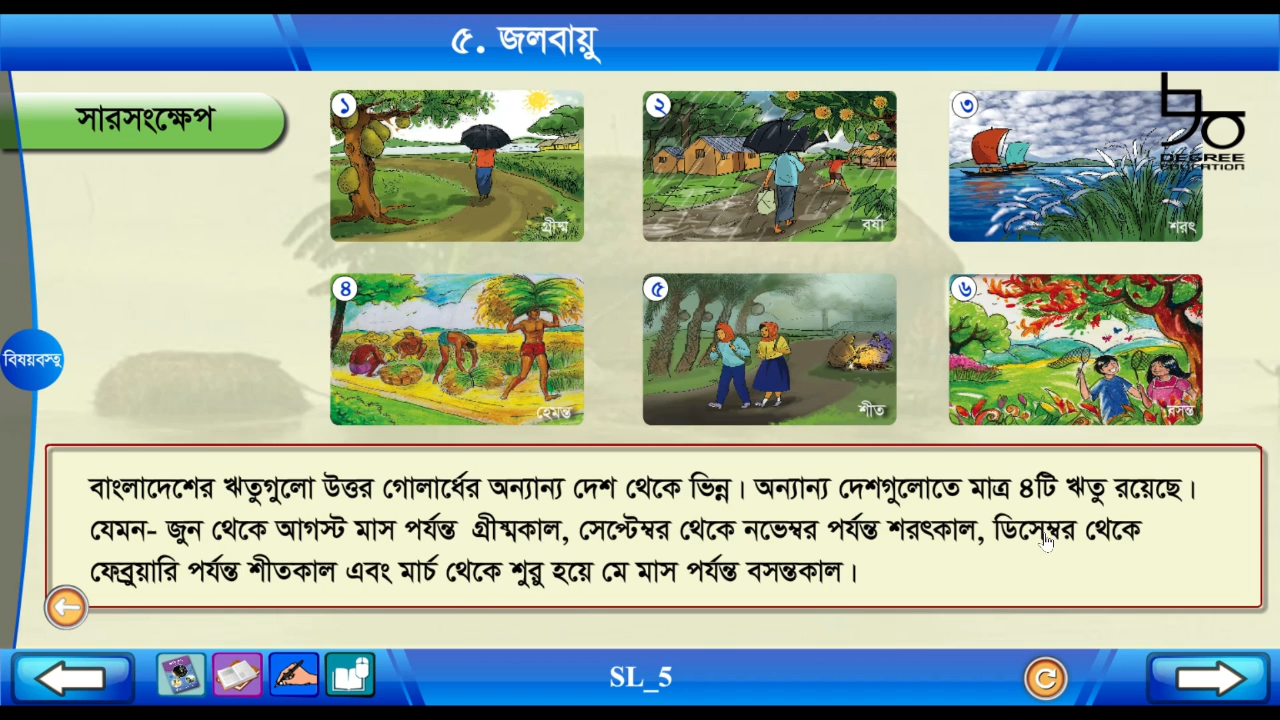 ৫. জলবায়ু
সারসংক্ষেপ
১
গ্রীষ্ম
২
বর্ষা
৩
শরৎ
DEGREE
EDUCATION
৪
হেমন্ত
৫
শীত
৬
বসন্ত
বিষয়বস্তু
বাংলাদেশের ঋতুগুলো উত্তর গোলার্ধের অন্যান্য দেশ থেকে ভিন্ন। অন্যান্য দেশগুলোতে মাত্র ৪টি ঋতু রয়েছে।
যেমন- জুন থেকে আগস্ট মাস পর্যন্ত গ্রীষ্মকাল, সেপ্টেম্বর থেকে নভেম্বর পর্যন্ত শরৎকাল, ডিসেম্বর থেকে
ফেব্রুয়ারি পর্যন্ত শীতকাল এবং মার্চ থেকে শুরু হয়ে মে মাস পর্যন্ত বসন্তকাল।
SL_5